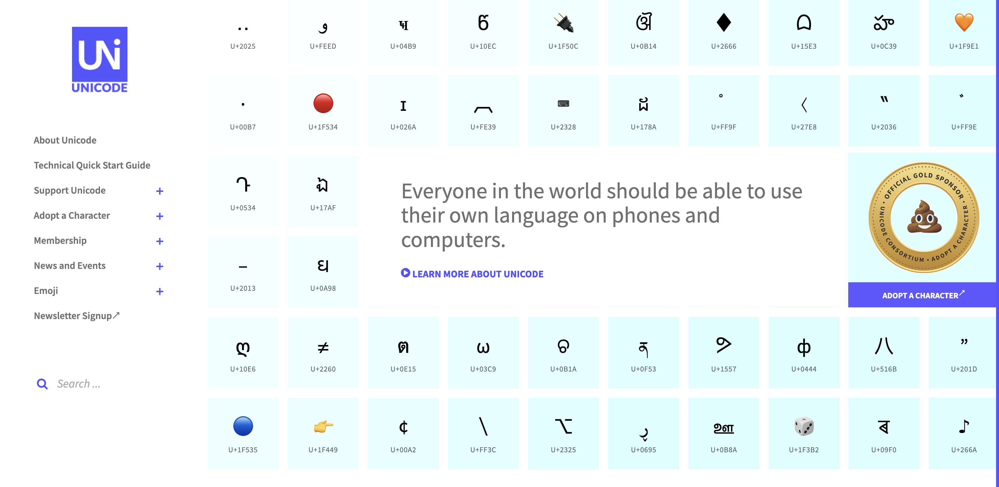 UNi
UNICODE
About Unicode
Technical Quick Start Guide
Support Unicode +
Adopt a Character +
Membership +
News and Events +
Emoji +
Newsletter Signup↗
Search ...
‥ و ҹ ნ 🔌 ଔ ♦ ᗣ హ 🧡
U+2025 U+FEED U+04B9 U+10EC U+1F50C U+0B14 U+2666 U+15E3 U+0C39 U+1F9E1
· 🔴 ɪ ︹ ⌨ ដ ゚ ⟨ ‶ ゙
U+00B7 U+1F534 U+026A U+FE39 U+2328 U+178A U+FF9F U+27E8 U+2036 U+FF9E
Դ ឯ
U+0534 U+17AF
– ઘ
U+2013 U+0A98
Everyone in the world should be able to use
their own language on phones and
computers.
LEARN MORE ABOUT UNICODE
• OFFICIAL GOLD SPONSOR •
UNICODE CONSORTIUM • ADOPT A CHARACTER
💩
ADOPT A CHARACTER↗
ღ ≠ ต ω ଚ ན ᕗ ф 八 ”
U+10E6 U+2260 U+0E15 U+03C9 U+0B1A U+0F53 U+1557 U+0444 U+516B U+201D
🔵 👉 ¢ \ ⌥ ڕ ஊ 🎲 ৰ ♪
U+1F535 U+1F449 U+00A2 U+FF3C U+2325 U+0695 U+0B8A U+1F3B2 U+09F0 U+266A